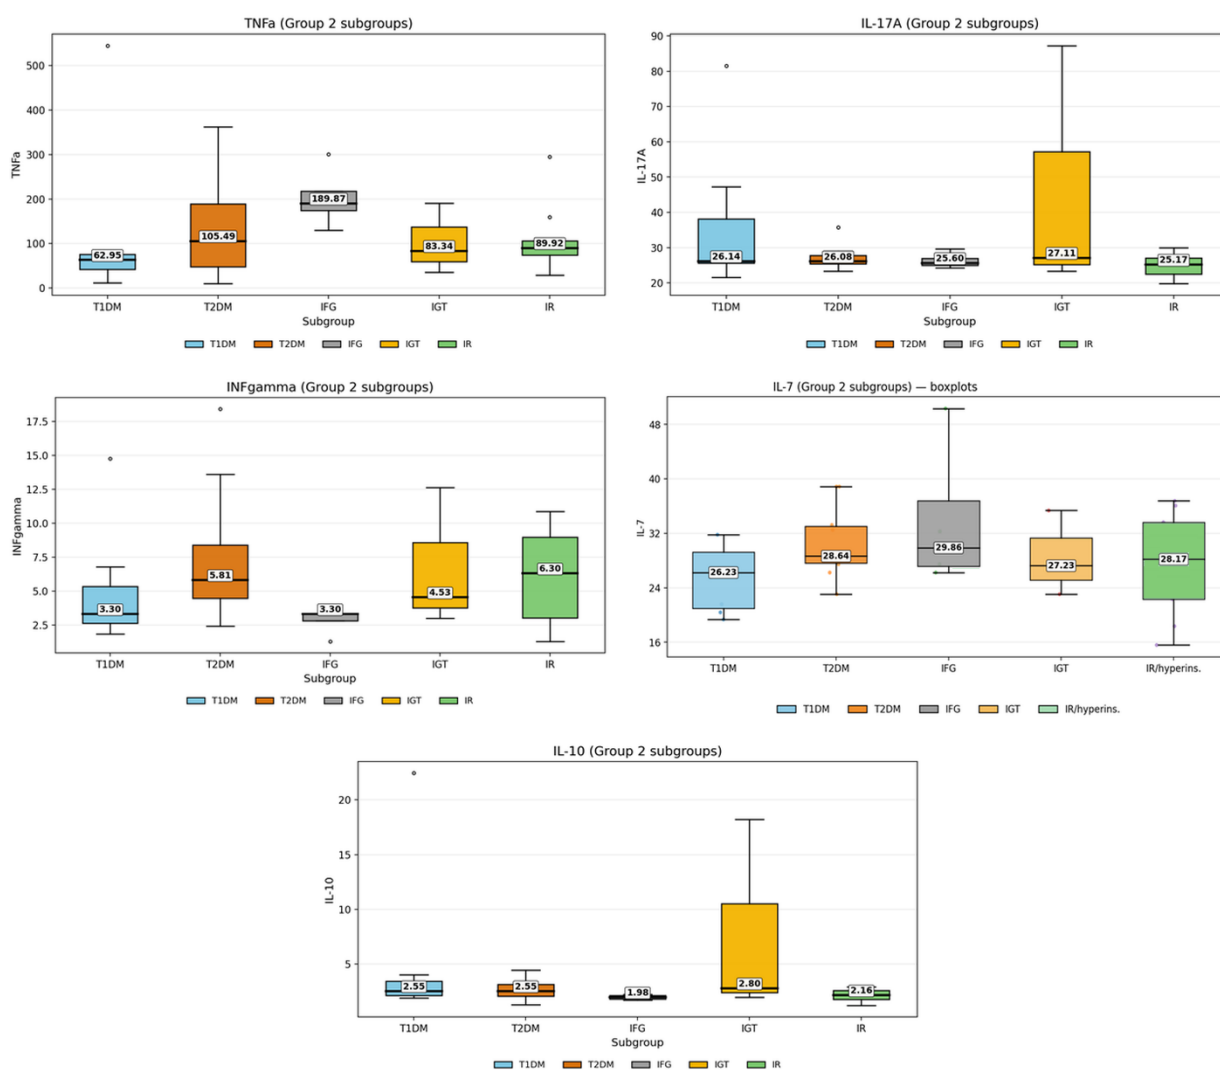 TNFa (Group 2 subgroups)
TNFa
500
400
300
200
100
0
62.95
105.49
189.87
83.34
89.92
T1DM T2DM IFG IGT IR
Subgroup
T1DM T2DM IFG IGT IR
IL-17A (Group 2 subgroups)
IL-17A
90
80
70
60
50
40
30
20
26.14
26.08
25.60
27.11
25.17
T1DM T2DM IFG IGT IR
Subgroup
T1DM T2DM IFG IGT IR
INFgamma (Group 2 subgroups)
INFgamma
17.5
15.0
12.5
10.0
7.5
5.0
2.5
3.30
5.81
3.30
4.53
6.30
T1DM T2DM IFG IGT IR
Subgroup
T1DM T2DM IFG IGT IR
IL-7 (Group 2 subgroups) — boxplots
IL-7
48
40
32
24
16
26.23
28.64
29.86
27.23
28.17
T1DM T2DM IFG IGT IR/hyperins.
T1DM T2DM IFG IGT IR/hyperins.
IL-10 (Group 2 subgroups)
IL-10
20
15
10
5
2.55
2.55
1.98
2.80
2.16
T1DM T2DM IFG IGT IR
Subgroup
T1DM T2DM IFG IGT IR